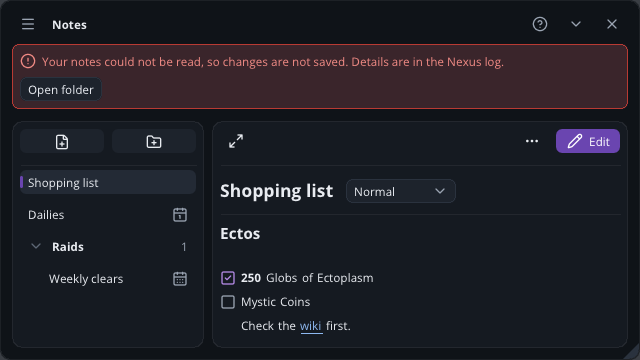 Notes
Your notes could not be read, so changes are not saved. Details are in the Nexus log.
Open folder
Edit
Shopping list
Dailies
Raids 1
Weekly clears
Shopping list Normal
Ectos
250 Globs of Ectoplasm
Mystic Coins
Check the wiki first.